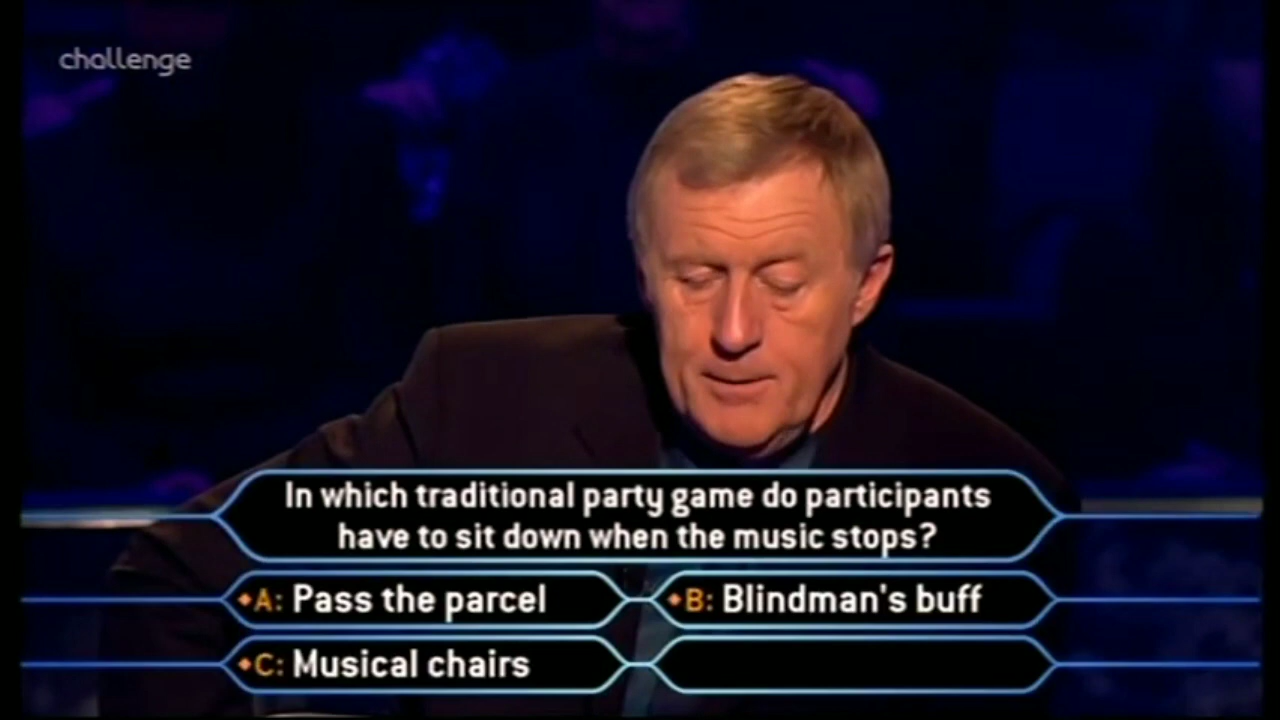 challenge
In which traditional party game do participants
have to sit down when the music stops?
A: Pass the parcel
B: Blindman's buff
C: Musical chairs